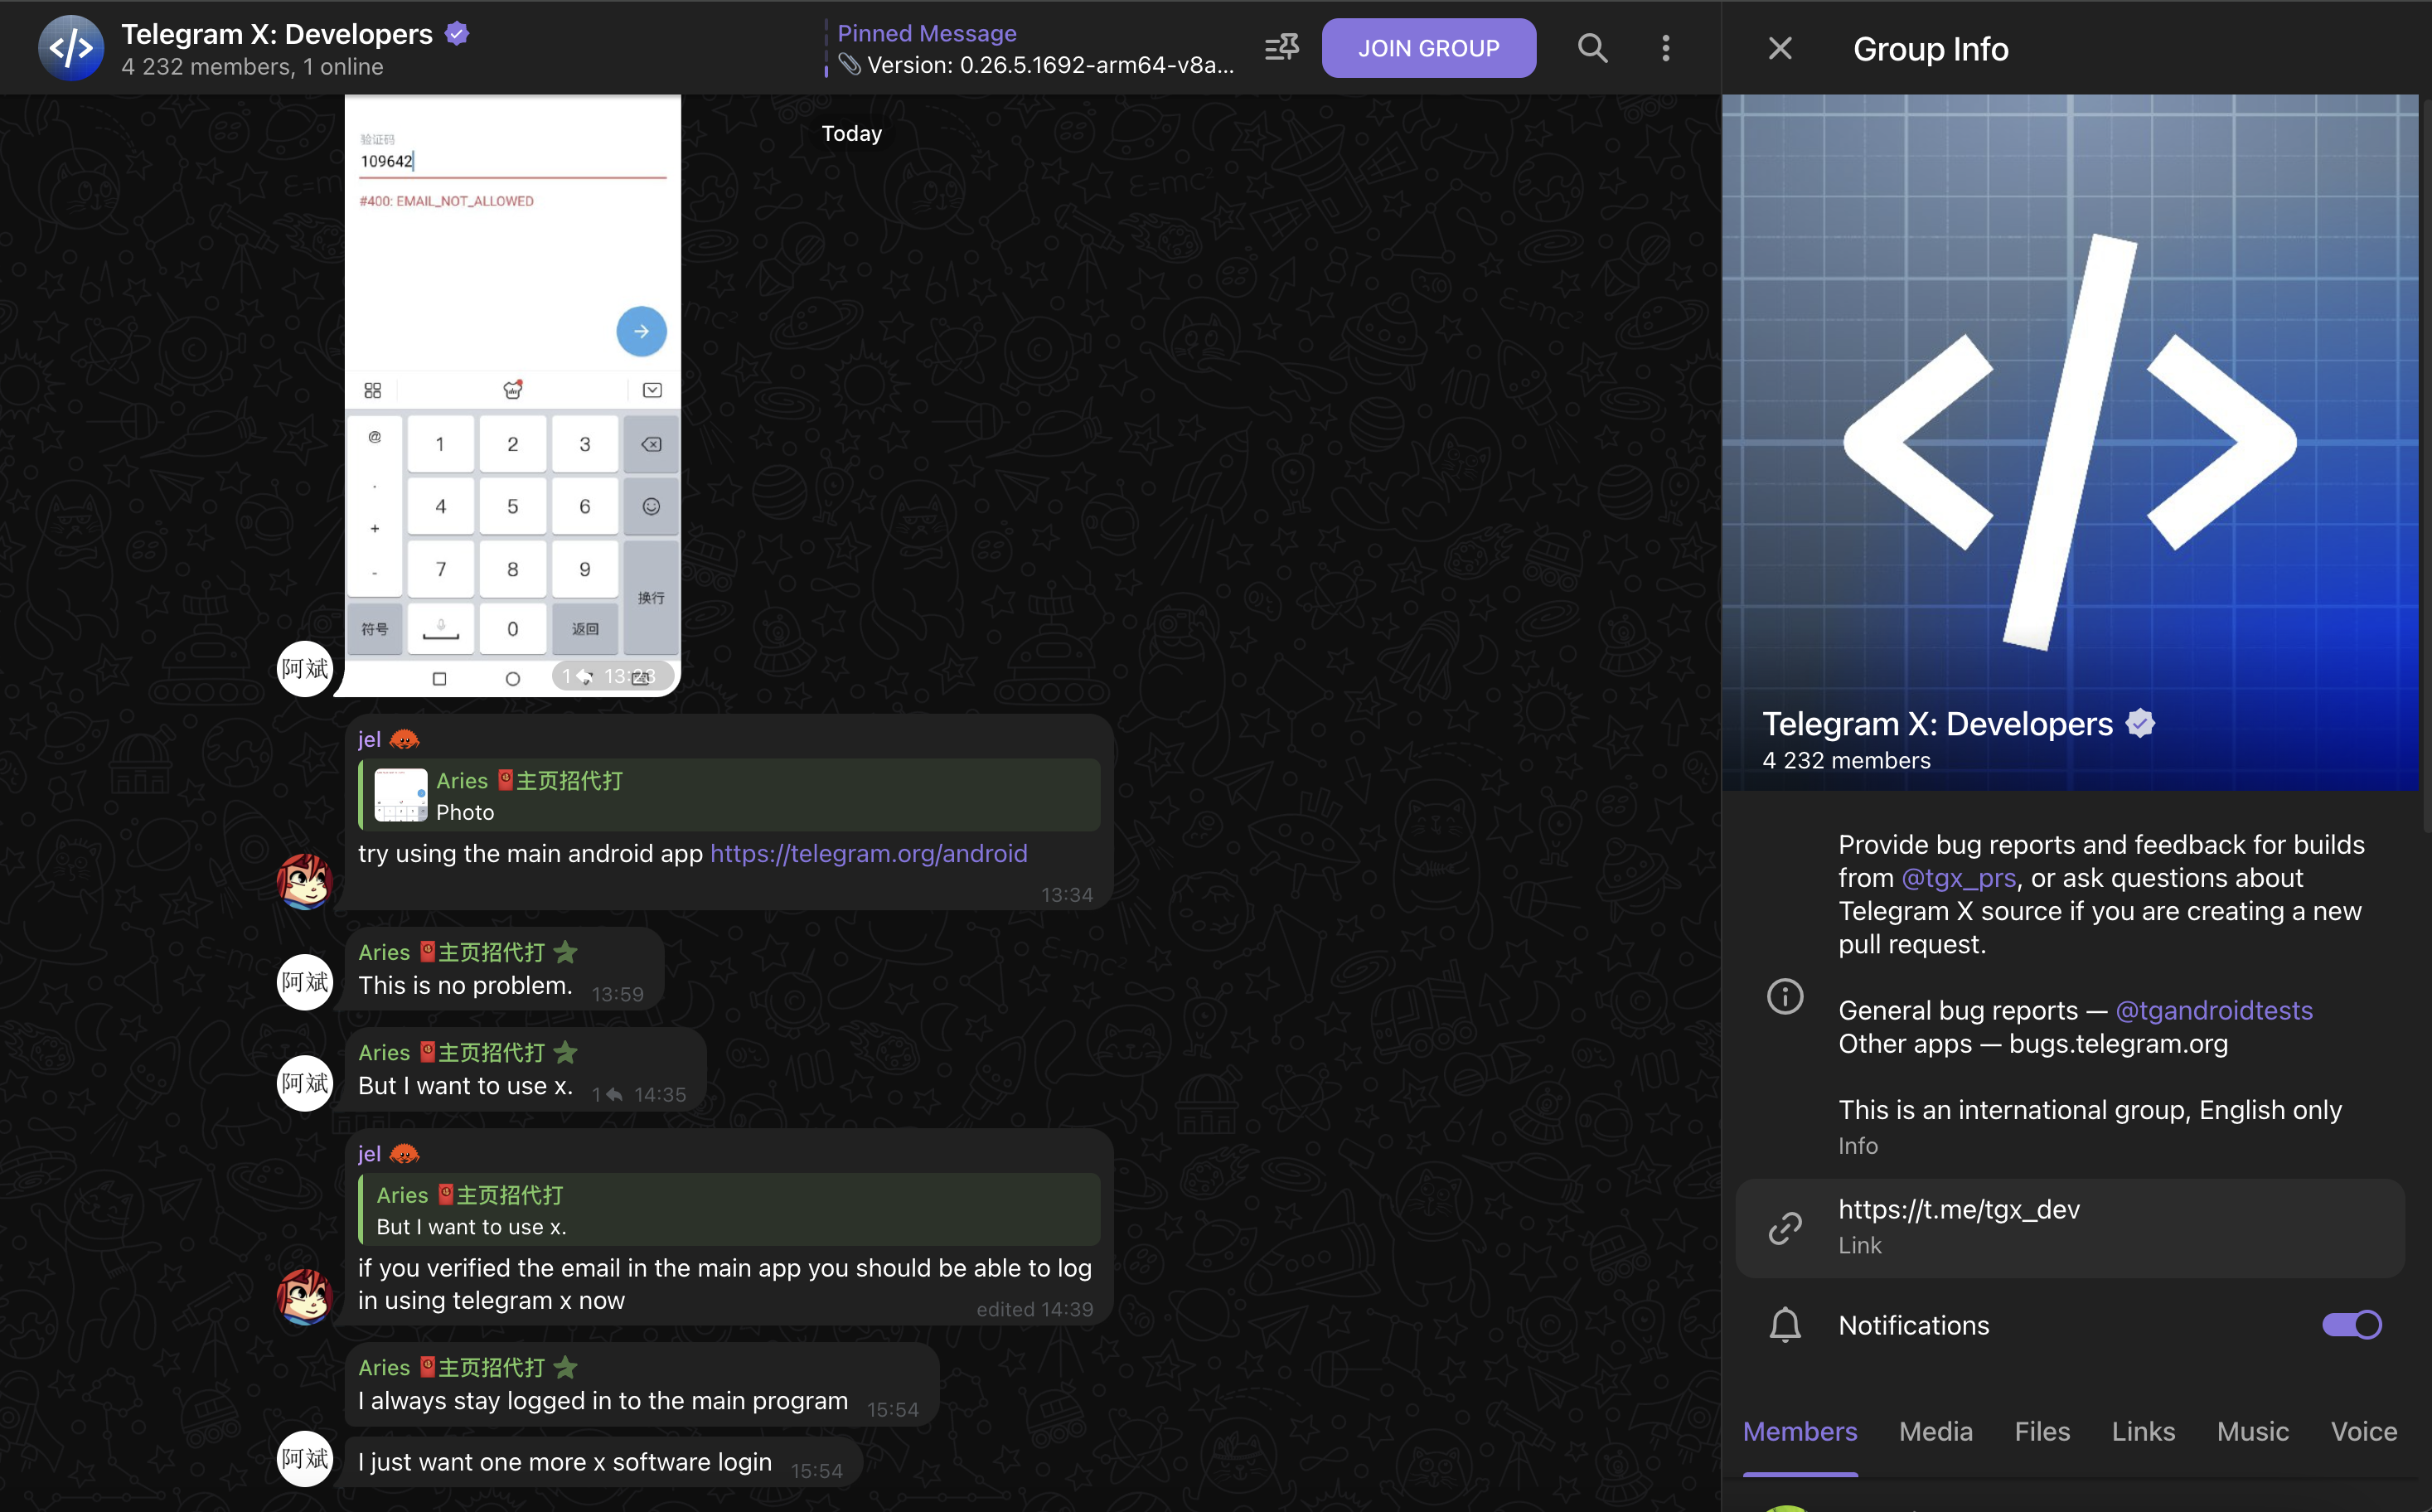 Telegram X: Developers
4 232 members, 1 online
Pinned Message
Version: 0.26.5.1692-arm64-v8a...
JOIN GROUP
Today
验证码
109642
#400: EMAIL_NOT_ALLOWED
@
1
2
3
.
4
5
6
+
-
7
8
9
换行
符号
0
返回
1
13:23
阿斌
jel
Aries 🧧主页招代打
Photo
try using the main android app https://telegram.org/android
13:34
Aries 🧧主页招代打
This is no problem.
13:59
阿斌
Aries 🧧主页招代打
But I want to use x.
1
14:35
阿斌
jel
Aries 🧧主页招代打
But I want to use x.
if you verified the email in the main app you should be able to log
in using telegram x now
edited 14:39
Aries 🧧主页招代打
I always stay logged in to the main program
15:54
I just want one more x software login
15:54
阿斌
Group Info
</>
Telegram X: Developers
4 232 members
Provide bug reports and feedback for builds
from @tgx_prs, or ask questions about
Telegram X source if you are creating a new
pull request.
General bug reports — @tgandroidtests
Other apps — bugs.telegram.org
This is an international group, English only
Info
https://t.me/tgx_dev
Link
Notifications
Members
Media
Files
Links
Music
Voice